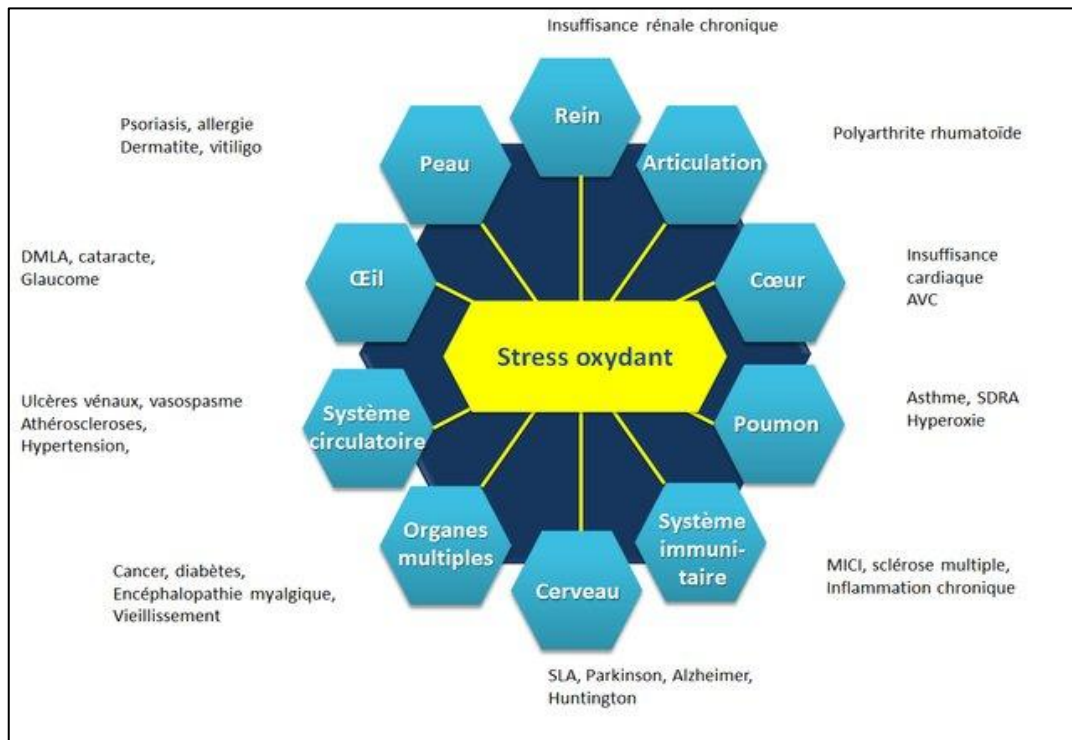 Insuffisance rénale chronique
Rein
Psoriasis, allergie
Dermatite, vitiligo
Peau
Articulation
Polyarthrite rhumatoïde
DMLA, cataracte,
Glaucome
Œil
Cœur
Insuffisance
cardiaque
AVC
Stress oxydant
Ulcères vénaux, vasospasme
Athéroscleroses,
Hypertension,
Système
circulatoire
Poumon
Asthme, SDRA
Hyperoxie
Organes
multiples
Système
immuni-
taire
Cancer, diabètes,
Encéphalopathie myalgique,
Vieillissement
Cerveau
MICI, sclérose multiple,
Inflammation chronique
SLA, Parkinson, Alzheimer,
Huntington